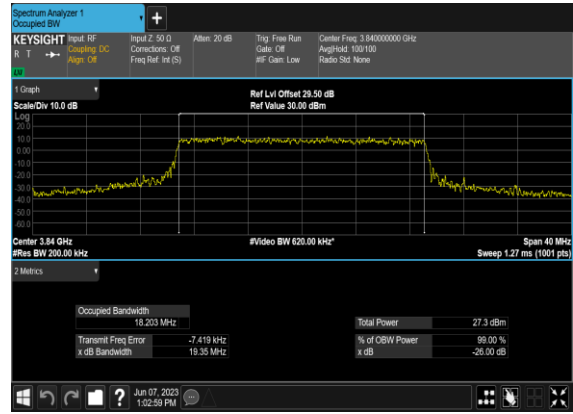 Spectrum Analyzer 1
Occupied BW
+
KEYSIGHT Input: RF Input Z: 50 Ω Atten: 20 dB Trig: Free Run Center Freq: 3.840000000 GHz
R T Coupling: DC Corrections: Off Gate: Off Avg|Hold: 100/100
Align: Off Freq Ref: Int (S) #IF Gain: Low Radio Std: None
LW
1 Graph
Ref Lvl Offset 29.50 dB
Scale/Div 10.0 dB Ref Value 30.00 dBm
Log
20.0
10.0
0.00
-10.0
-20.0
-30.0
-40.0
-50.0
-60.0
Center 3.84 GHz #Video BW 620.00 kHz* Span 40 MHz
#Res BW 200.00 kHz Sweep 1.27 ms (1001 pts)
2 Metrics
Occupied Bandwidth
18.203 MHz Total Power 27.3 dBm
Transmit Freq Error -7.419 kHz % of OBW Power 99.00 %
x dB Bandwidth 19.35 MHz x dB -26.00 dB
?
Jun 07, 2023
1:02:59 PM